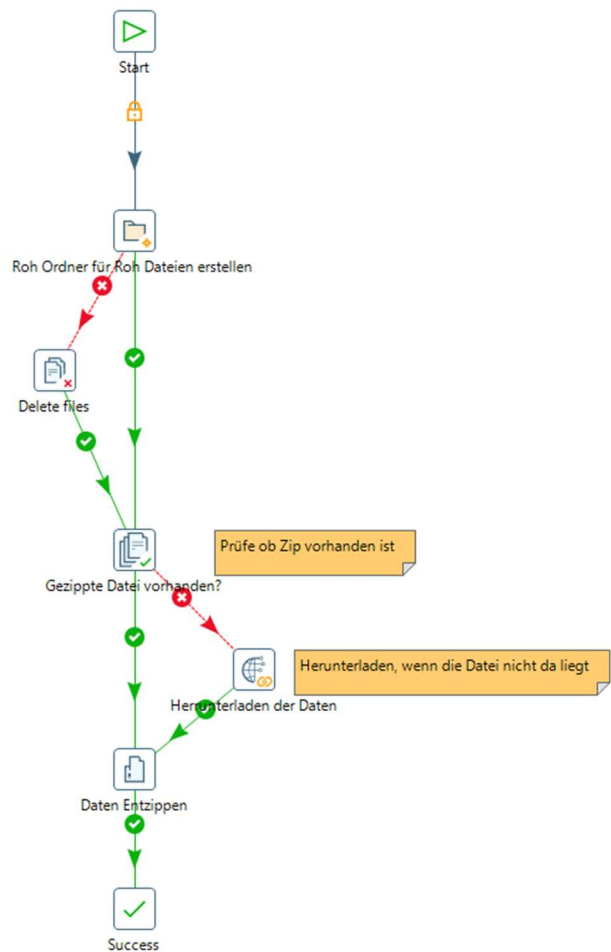 Start
Roh Ordner für Roh Dateien erstellen
Delete files
Prüfe ob Zip vorhanden ist
Gezippte Datei vorhanden?
Herunterladen, wenn die Datei nicht da liegt
Herrunterladen der Daten
Daten Entzippen
Success